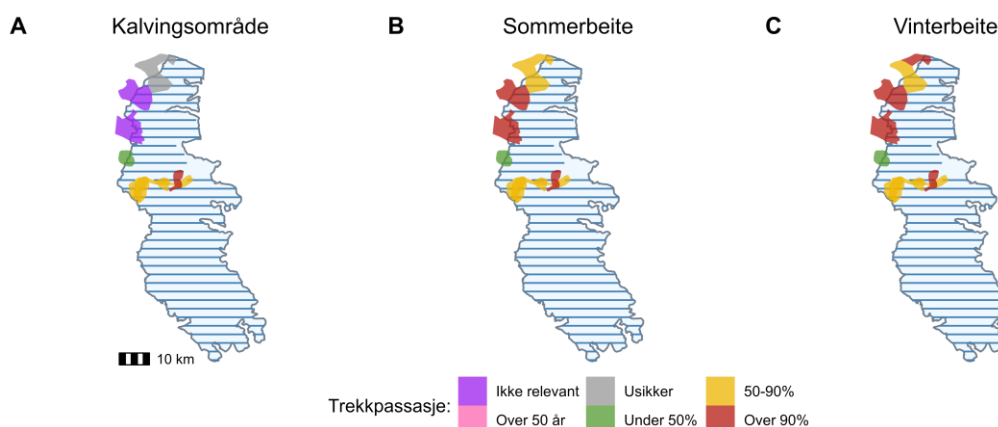 A Kalvingsområde B Sommerbeite C Vinterbeite
10 km
Trekkpassasje: Ikke relevant Usikker 50-90%
Over 50 år Under 50% Over 90%